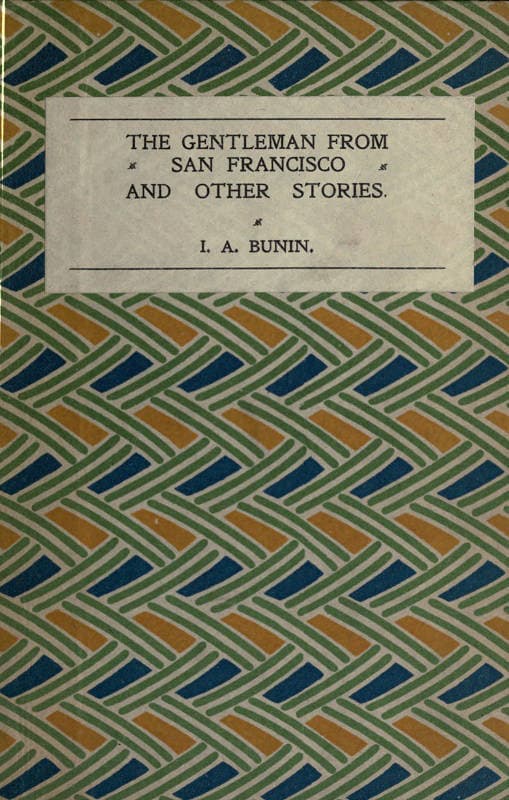 THE GENTLEMAN FROM
SAN FRANCISCO
AND OTHER STORIES.
I. A. BUNIN.